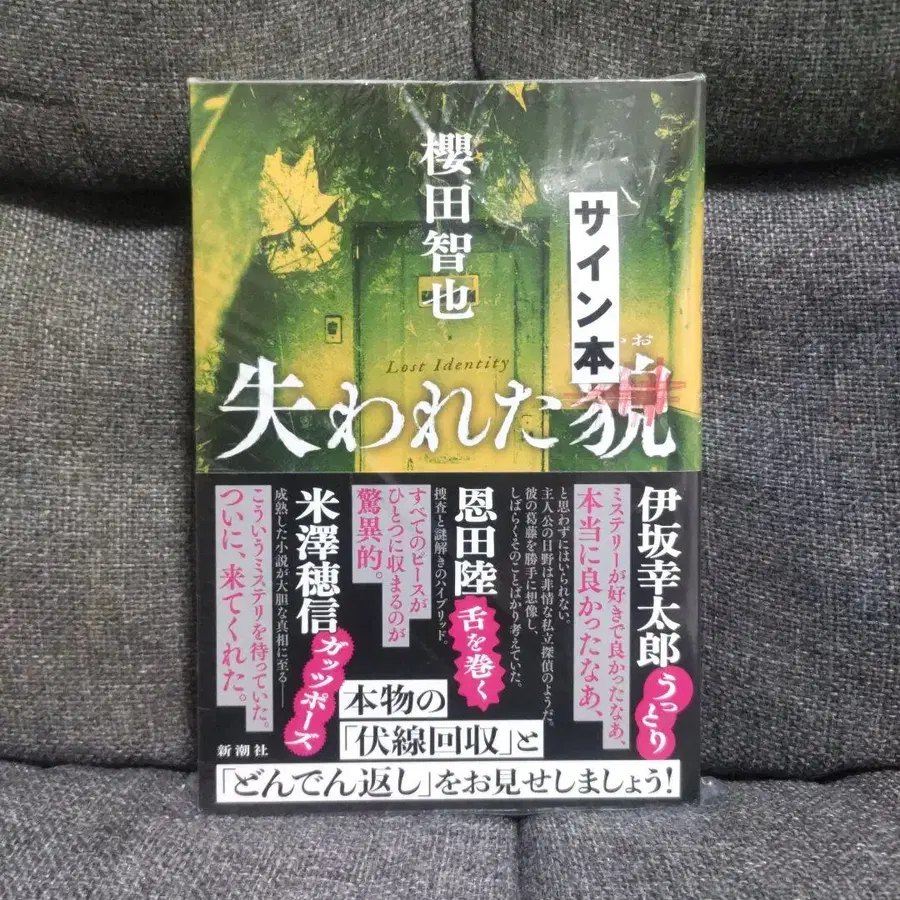 櫻田智也
サイン本
Lost Identity
かお
失われた貌
伊坂幸太郎
うっとり
ミステリーが好きで良かったなあ、
本当に良かったなあ、
と思わずにはいられない。
主人公の日野は非情な私立探偵のようだ。
彼の葛藤を勝手に想像し、
しばらくそのことばかり考えていた。
恩田陸
舌を巻く
捜査と謎解きのハイブリッド。
すべてのピースが
ひとつに収まるのが
驚異的。
米澤穂信
ガッツポーズ
成熟した小説が大胆な真相に至る――
こういうミステリを待っていた。
ついに、来てくれた。
本物の
「伏線回収」と
「どんでん返し」をお見せしましょう!
新潮社